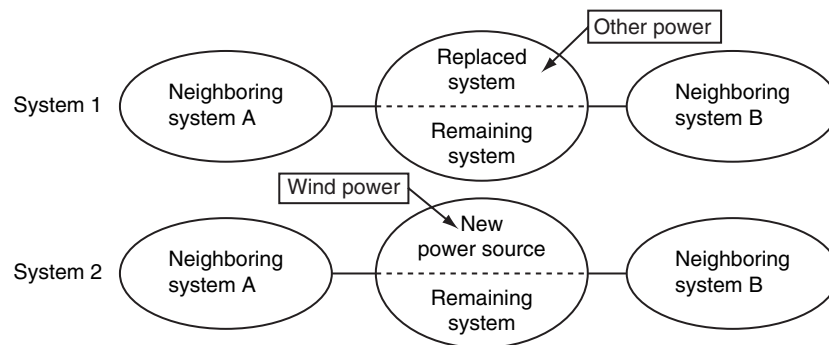 Other power
Replaced
system
System 1
Neighboring
system A
Remaining
system
Neighboring
system B
Wind power
New
power source
System 2
Neighboring
system A
Remaining
system
Neighboring
system B